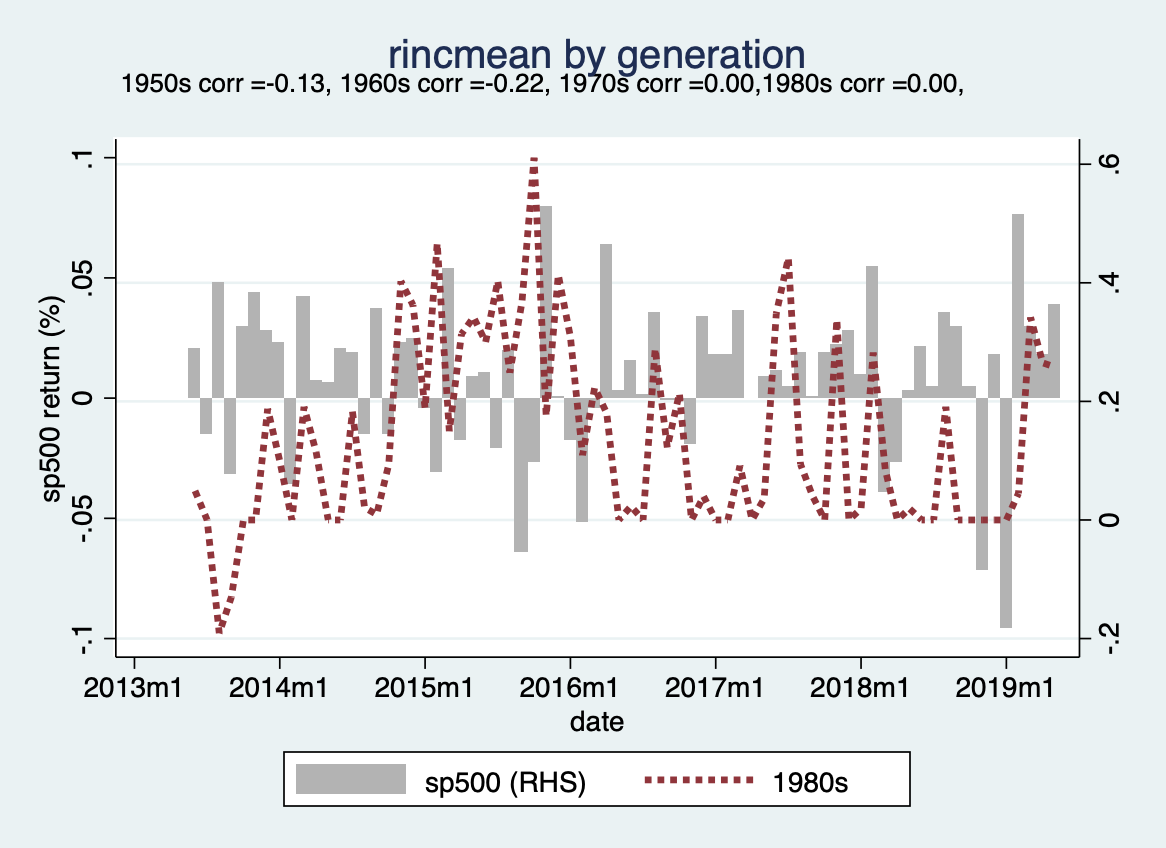 rincmean by generation
1950s corr =-0.13, 1960s corr =-0.22, 1970s corr =0.00,1980s corr =0.00,
sp500 return (%)
.1
.05
0
-.05
-.1
.6
.4
.2
0
-.2
2013m1 2014m1 2015m1 2016m1 2017m1 2018m1 2019m1
date
sp500 (RHS) 1980s